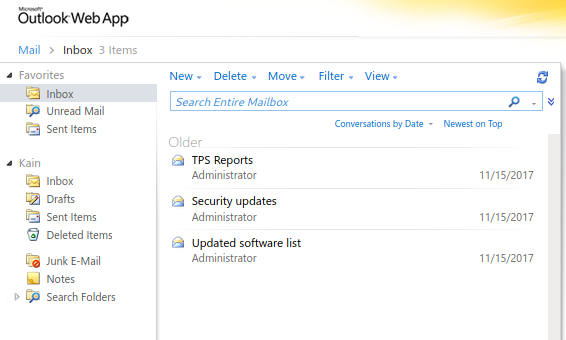 Microsoft
Outlook Web App
Mail > Inbox 3 Items
Favorites
Inbox
Unread Mail
Sent Items
Kain
Inbox
Drafts
Sent Items
Deleted Items
Junk E-Mail
Notes
Search Folders
New Delete Move Filter View
Search Entire Mailbox
Conversations by Date Newest on Top
Older
TPS Reports
Administrator 11/15/2017
Security updates
Administrator 11/15/2017
Updated software list
Administrator 11/15/2017